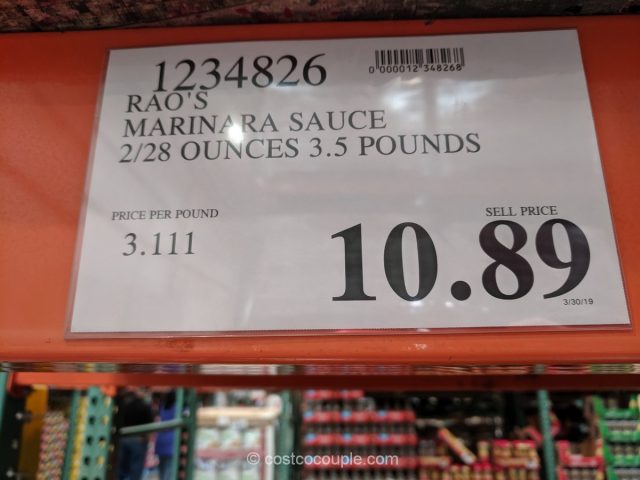 1234826
0 000012 348268
RAO'S
MARINARA SAUCE
2/28 OUNCES 3.5 POUNDS
PRICE PER POUND
3.111
SELL PRICE
10.89
3/30/19
© costcocouple.com